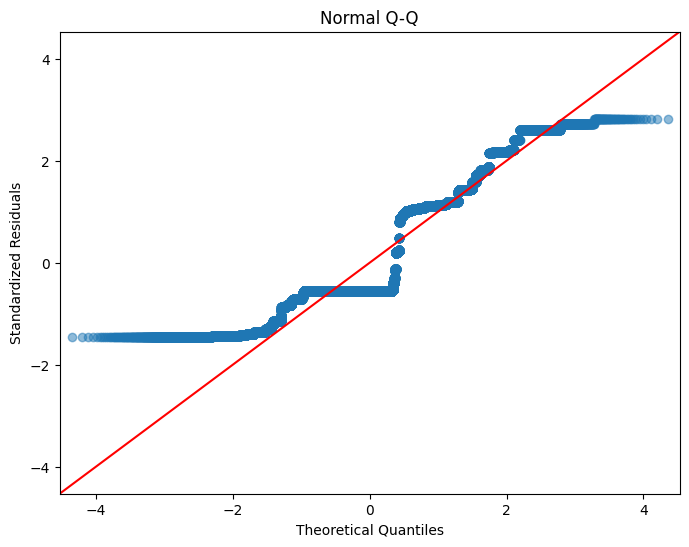 Normal Q-Q
4
2
0
−2
−4
Standardized Residuals
−4 −2 0 2 4
Theoretical Quantiles